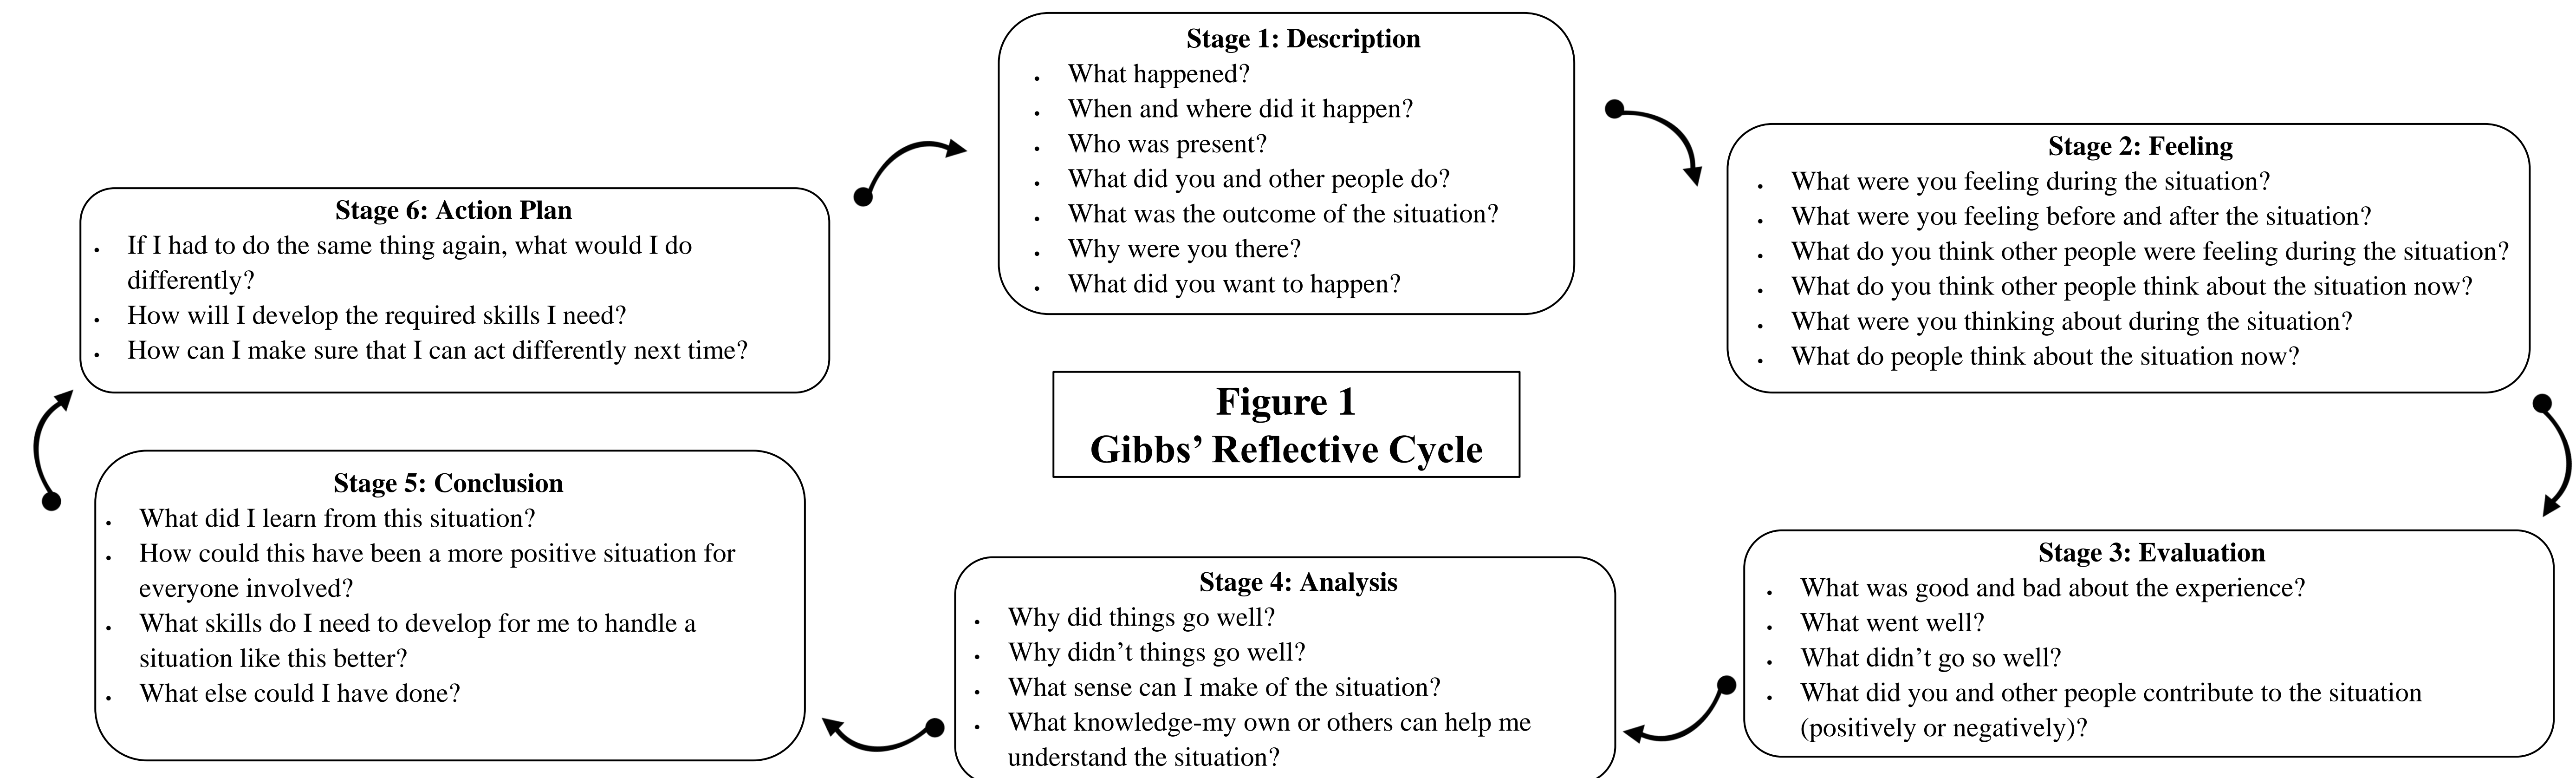 Stage 1: Description
• What happened?
• When and where did it happen?
• Who was present?
• What did you and other people do?
• What was the outcome of the situation?
• Why were you there?
• What did you want to happen?
Stage 2: Feeling
• What were you feeling during the situation?
• What were you feeling before and after the situation?
• What do you think other people were feeling during the situation?
• What do you think other people think about the situation now?
• What were you thinking about during the situation?
• What do people think about the situation now?
Stage 3: Evaluation
• What was good and bad about the experience?
• What went well?
• What didn’t go so well?
• What did you and other people contribute to the situation
(positively or negatively)?
Stage 4: Analysis
• Why did things go well?
• Why didn’t things go well?
• What sense can I make of the situation?
• What knowledge-my own or others can help me
understand the situation?
Stage 5: Conclusion
• What did I learn from this situation?
• How could this have been a more positive situation for
everyone involved?
• What skills do I need to develop for me to handle a
situation like this better?
• What else could I have done?
Stage 6: Action Plan
• If I had to do the same thing again, what would I do
differently?
• How will I develop the required skills I need?
• How can I make sure that I can act differently next time?
Figure 1
Gibbs’ Reflective Cycle